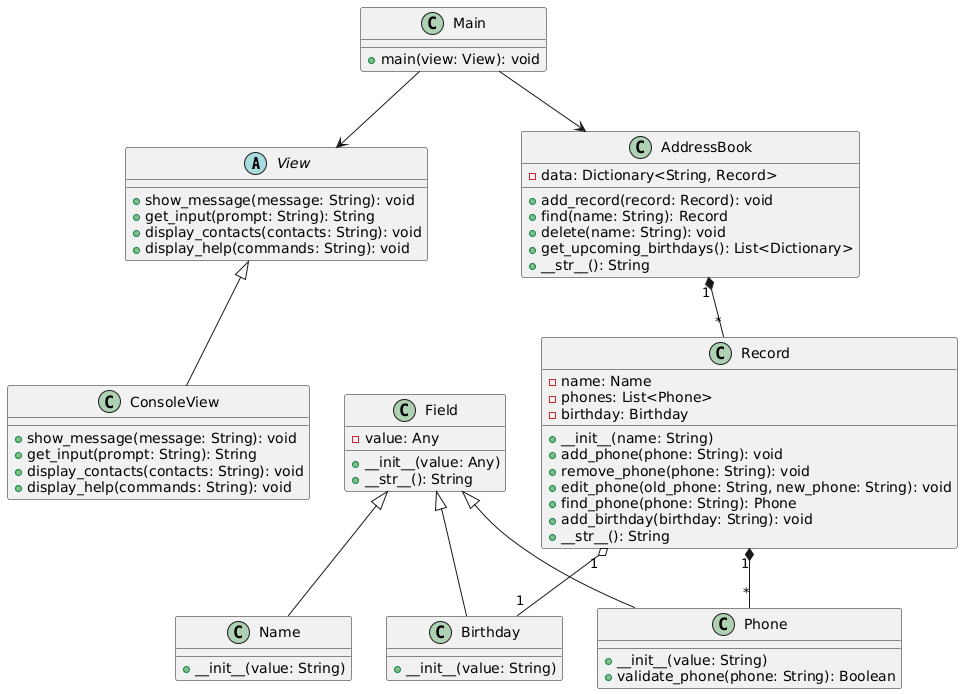 C Main
main(view: View): void
A View
show_message(message: String): void
get_input(prompt: String): String
display_contacts(contacts: String): void
display_help(commands: String): void
C AddressBook
data: Dictionary<String, Record>
add_record(record: Record): void
find(name: String): Record
delete(name: String): void
get_upcoming_birthdays(): List<Dictionary>
__str__(): String
1
*
C ConsoleView
show_message(message: String): void
get_input(prompt: String): String
display_contacts(contacts: String): void
display_help(commands: String): void
C Field
value: Any
__init__(value: Any)
__str__(): String
C Record
name: Name
phones: List<Phone>
birthday: Birthday
__init__(name: String)
add_phone(phone: String): void
remove_phone(phone: String): void
edit_phone(old_phone: String, new_phone: String): void
find_phone(phone: String): Phone
add_birthday(birthday: String): void
__str__(): String
1
1
1
*
C Name
__init__(value: String)
C Birthday
__init__(value: String)
C Phone
__init__(value: String)
validate_phone(phone: String): Boolean